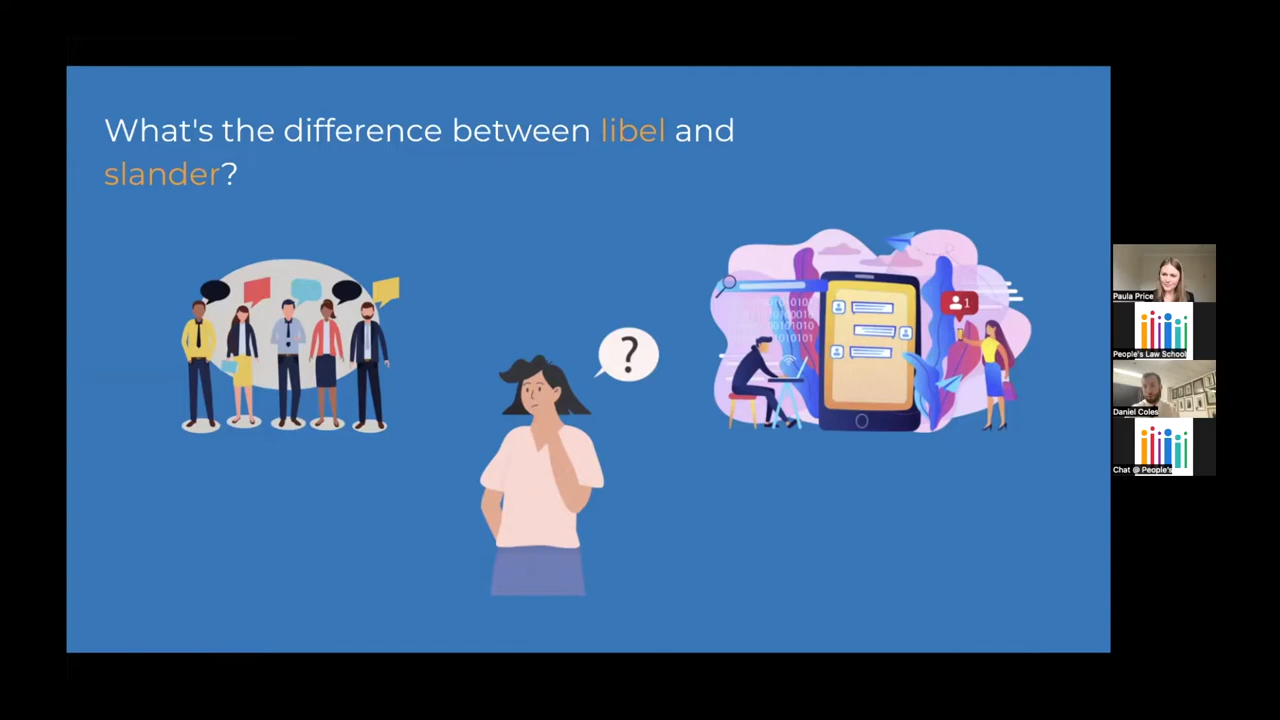 What's the difference between libel and
slander?
?
1
Paula Price
People's Law School
Daniel Coles
Chat @ People's